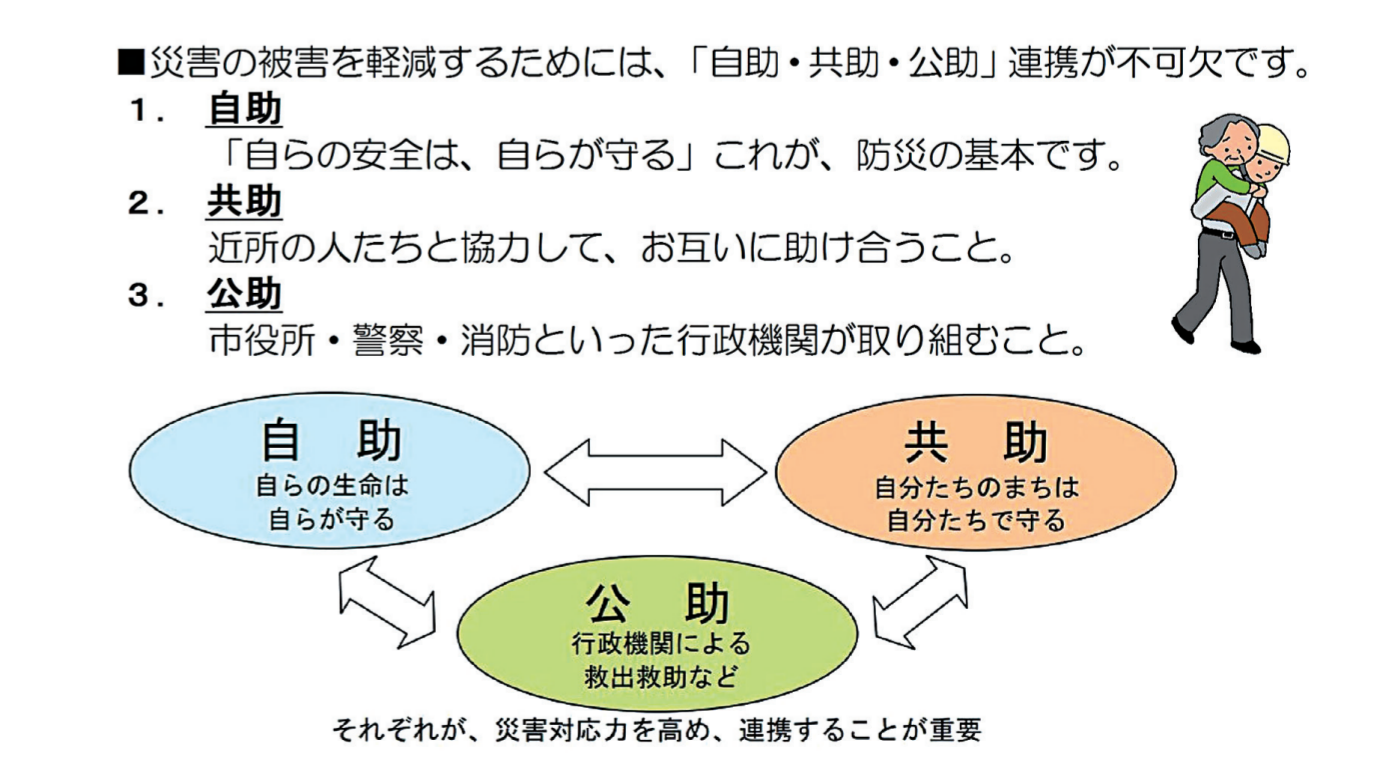 ■災害の被害を軽減するためには、「自助・共助・公助」連携が不可欠です。
1. 自助
「自らの安全は、自らが守る」これが、防災の基本です。
2. 共助
近所の人たちと協力して、お互いに助け合うこと。
3. 公助
市役所・警察・消防といった行政機関が取り組むこと。
自 助
自らの生命は
自らが守る
共 助
自分たちのまちは
自分たちで守る
公 助
行政機関による
救出救助など
それぞれが、災害対応力を高め、連携することが重要